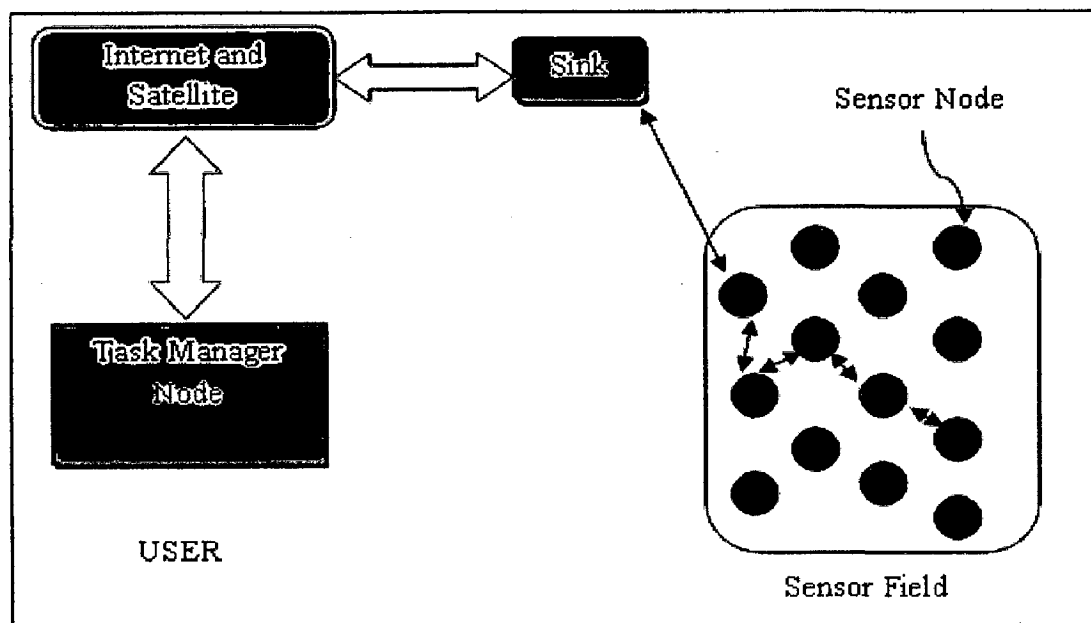 Internet and
Satellite
Sink
Sensor Node
Task Manager
Node
USER
Sensor Field